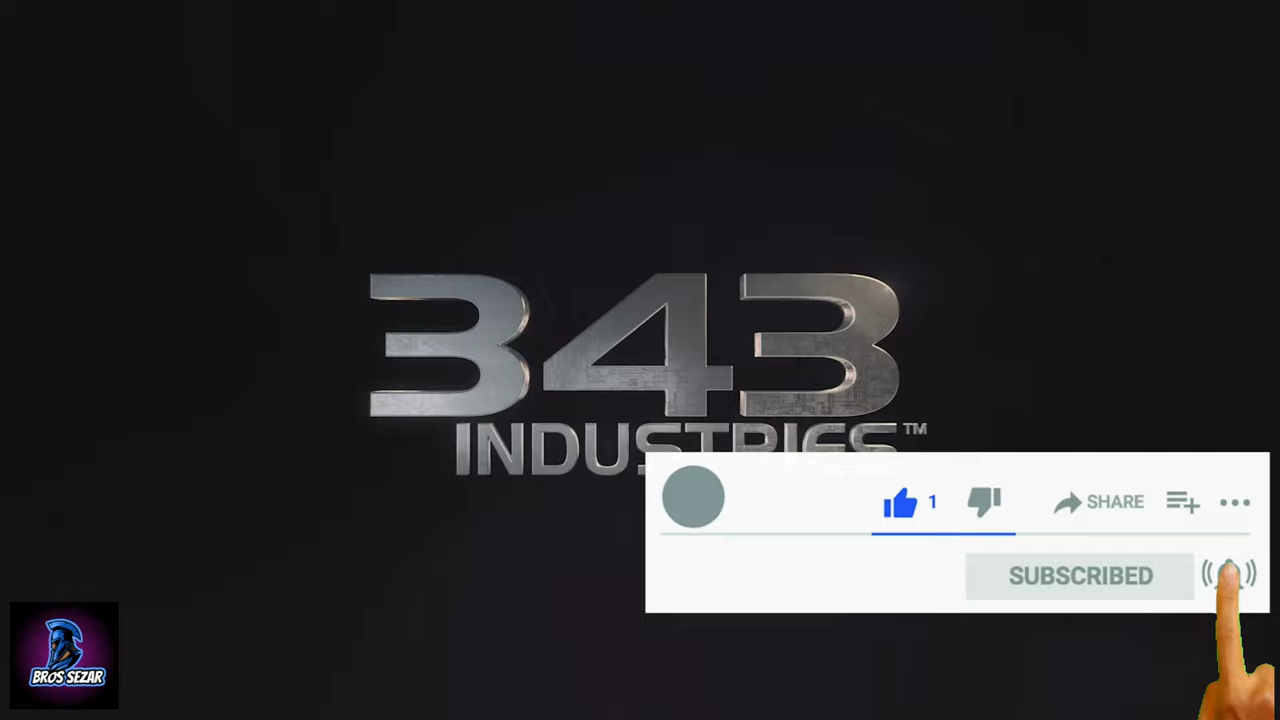 343
INDUSTRIES™
1
SHARE
SUBSCRIBED
BROS SEZAR